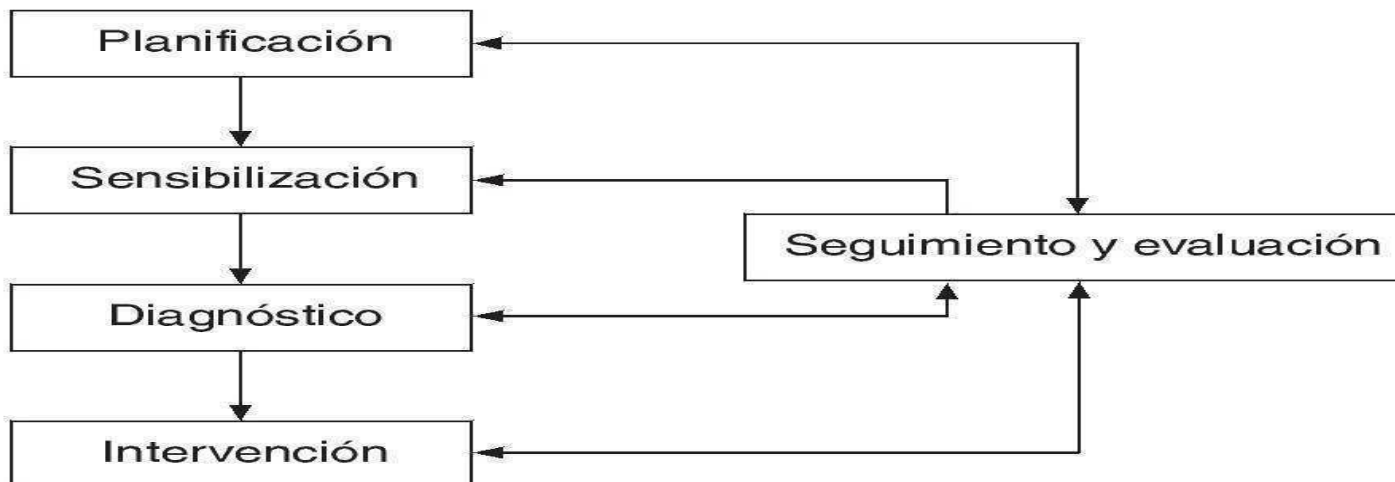 Planificación
Sensibilización
Seguimiento y evaluación
Diagnóstico
Intervención